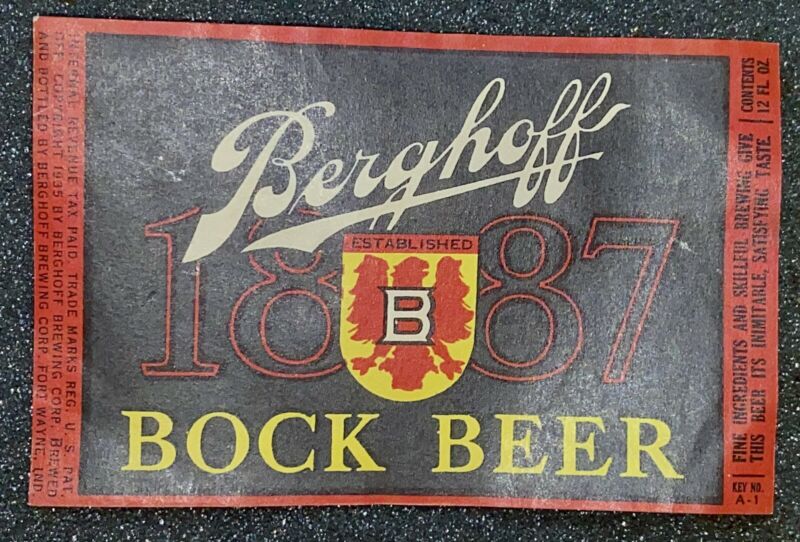 Berghoff
1887
ESTABLISHED
B
BOCK BEER
INTERNAL REVENUE TAX PAID. TRADE MARKS REG. U. S. PAT.
OFF. COPYRIGHT 1935 BY BERGHOFF BREWING CORP. BREWED
AND BOTTLED BY BERGHOFF BREWING CORP. FORT WAYNE, IND.
CONTENTS
12 FL. OZ.
FINE INGREDIENTS AND SKILLFUL BREWING GIVE
THIS BEER ITS INIMITABLE, SATISFYING TASTE.
KEY NO.
A-1